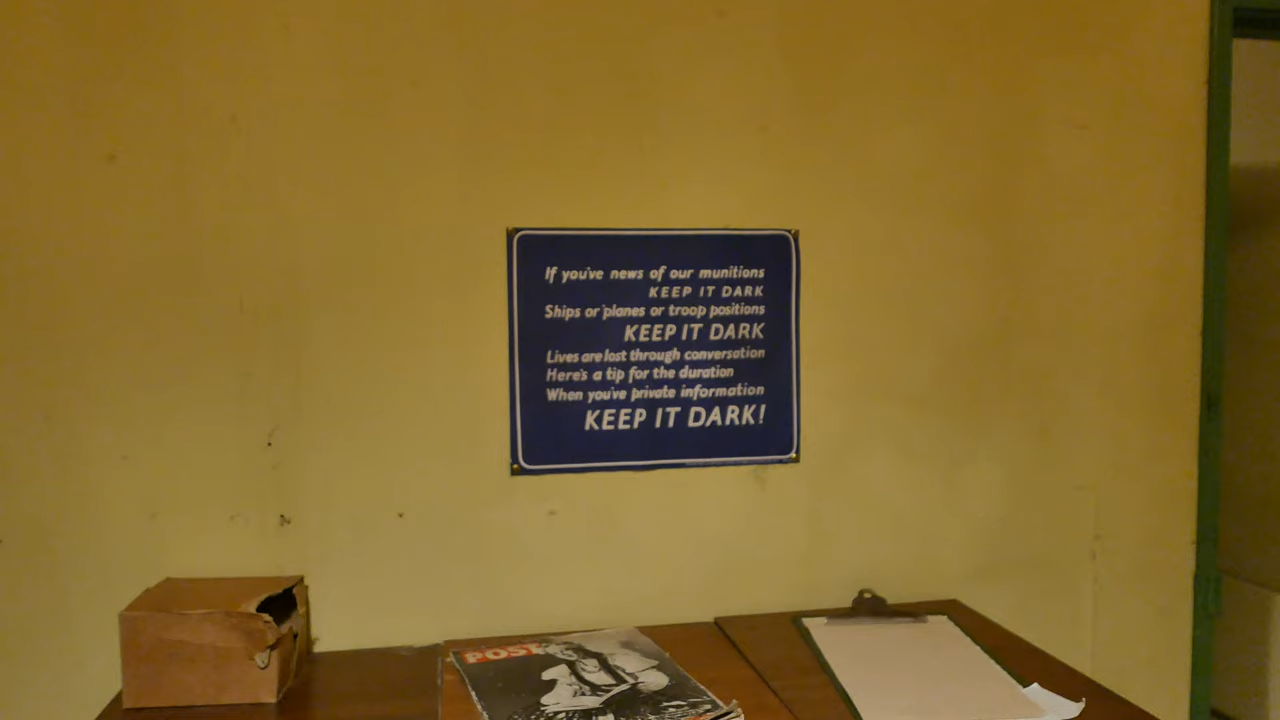 If you've news of our munitions
KEEP IT DARK
Ships or planes or troop positions
KEEP IT DARK
Lives are lost through conversation
Here's a tip for the duration
When you've private information
KEEP IT DARK!
POST